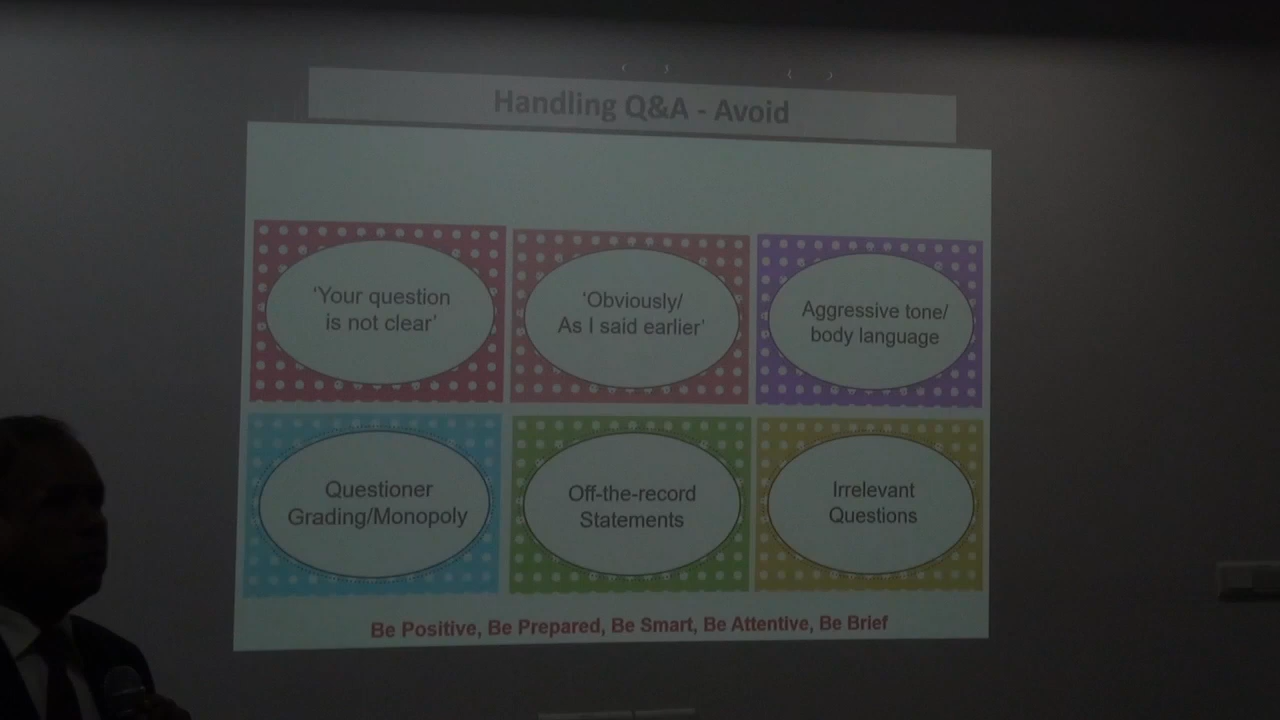 Handling Q&A - Avoid
‘Your question
is not clear’
‘Obviously/
As I said earlier’
Aggressive tone/
body language
Questioner
Grading/Monopoly
Off-the-record
Statements
Irrelevant
Questions
Be Positive, Be Prepared, Be Smart, Be Attentive, Be Brief